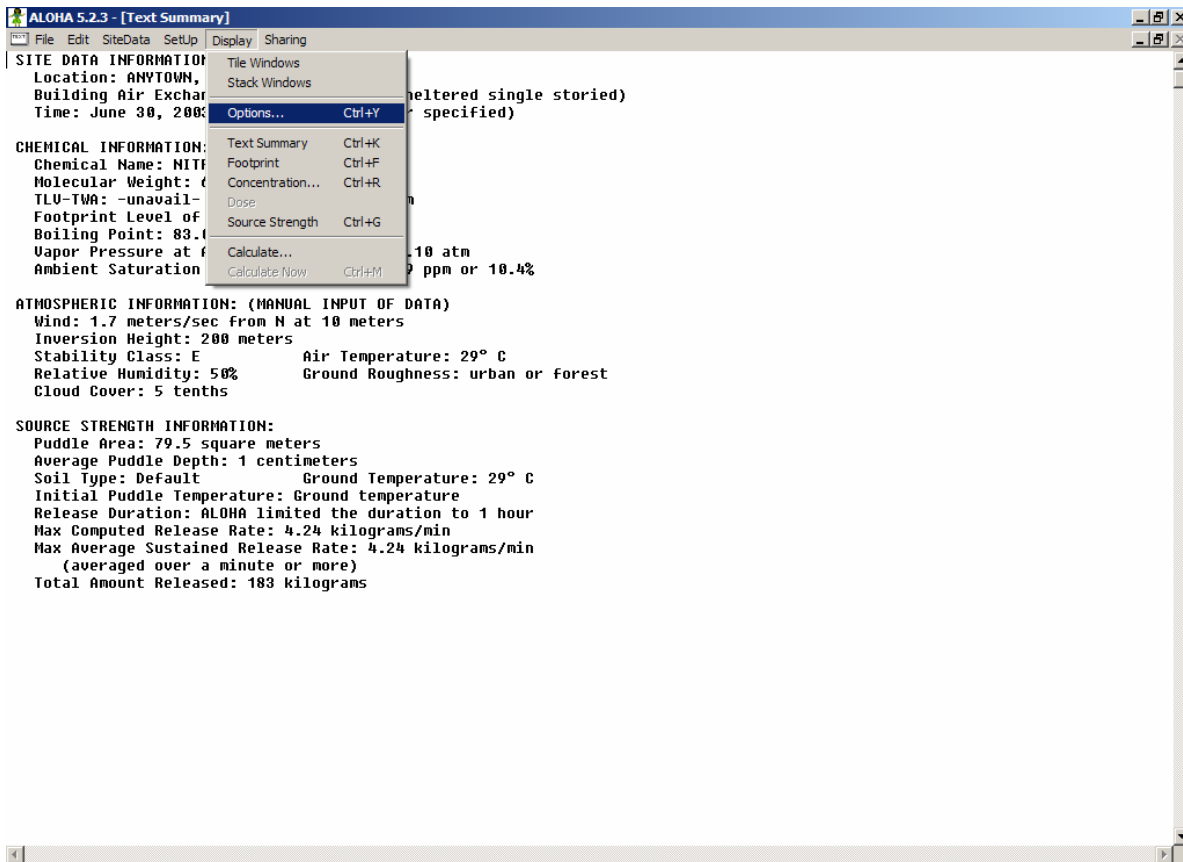 ALOHA 5.2.3 - [Text Summary]
File Edit SiteData SetUp Display Sharing
Tile Windows
Stack Windows
Options... Ctrl+Y
Text Summary Ctrl+K
Footprint Ctrl+F
Concentration... Ctrl+R
Dose
Source Strength Ctrl+G
Calculate...
Calculate Now Ctrl+M
SITE DATA INFORMATION
Location: ANYTOWN,
Building Air sheltered single storied)
Time: June 30, specified)
CHEMICAL INFORMATION:
Chemical Name:
Molecular Weight:
TLV-TWA: -unavail-
Footprint Level of
Boiling Point: 83.
Vapor Pressure at .10 atm
Ambient Saturation ppm or 10.4%
ATMOSPHERIC INFORMATION: (MANUAL INPUT OF DATA)
Wind: 1.7 meters/sec from N at 10 meters
Inversion Height: 200 meters
Stability Class: E Air Temperature: 29° C
Relative Humidity: 50% Ground Roughness: urban or forest
Cloud Cover: 5 tenths
SOURCE STRENGTH INFORMATION:
Puddle Area: 79.5 square meters
Average Puddle Depth: 1 centimeters
Soil Type: Default Ground Temperature: 29° C
Initial Puddle Temperature: Ground temperature
Release Duration: ALOHA limited the duration to 1 hour
Max Computed Release Rate: 4.24 kilograms/min
Max Average Sustained Release Rate: 4.24 kilograms/min
(averaged over a minute or more)
Total Amount Released: 183 kilograms